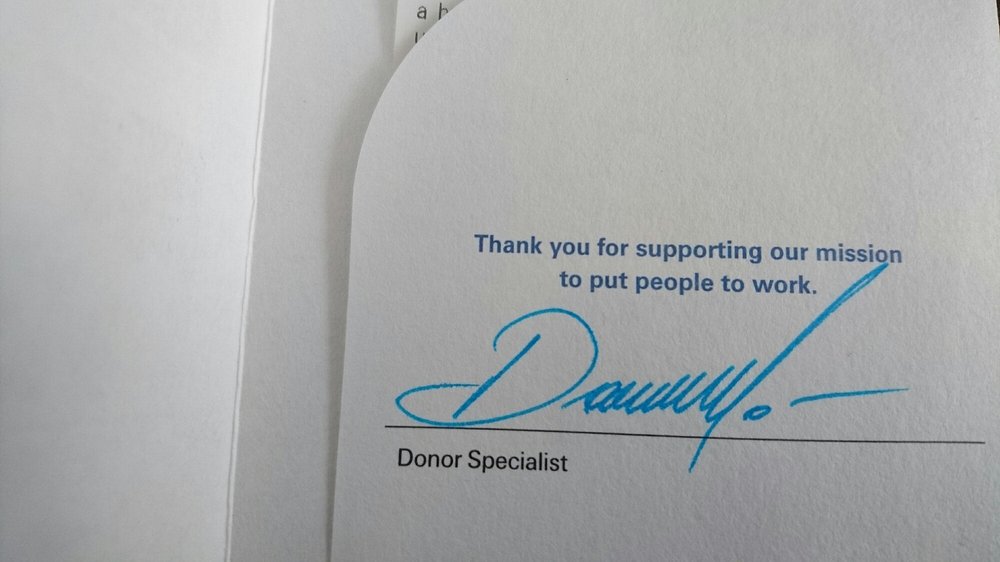 Thank you for supporting our mission
to put people to work.
Donor Specialist